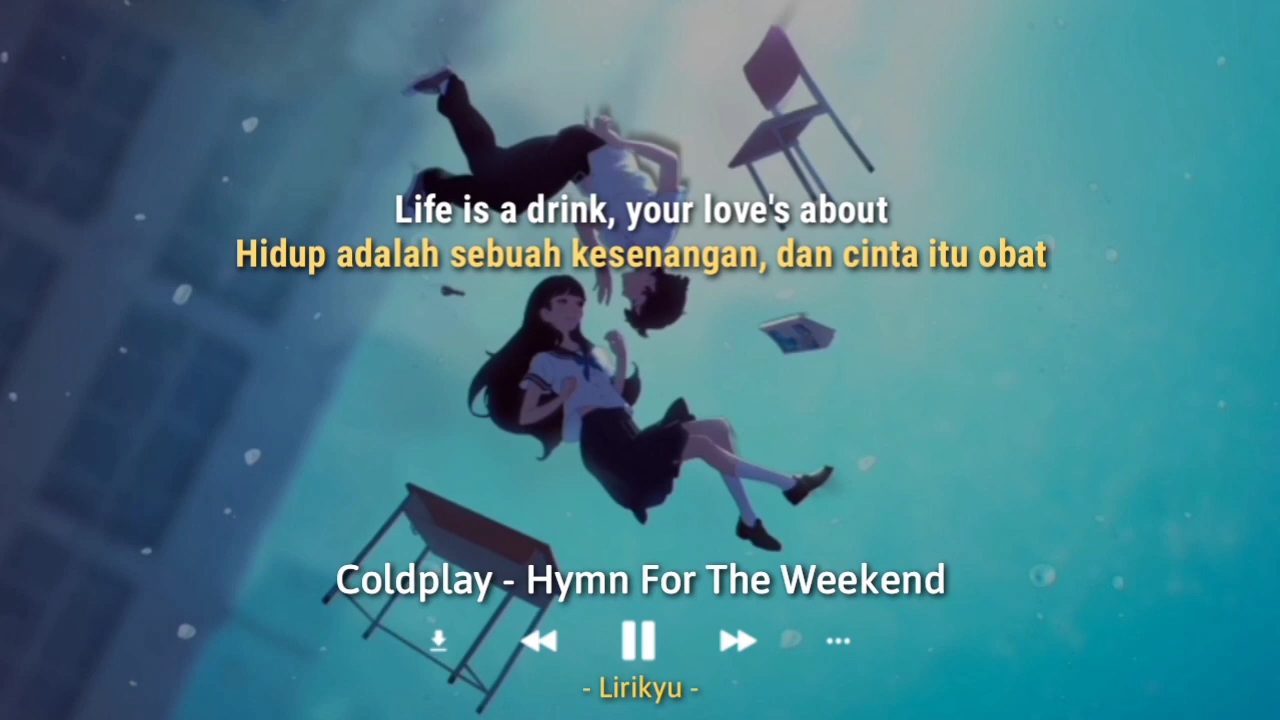 Life is a drink, your love's about
Hidup adalah sebuah kesenangan, dan cinta itu obat
Coldplay - Hymn For The Weekend
- Lirikyu -